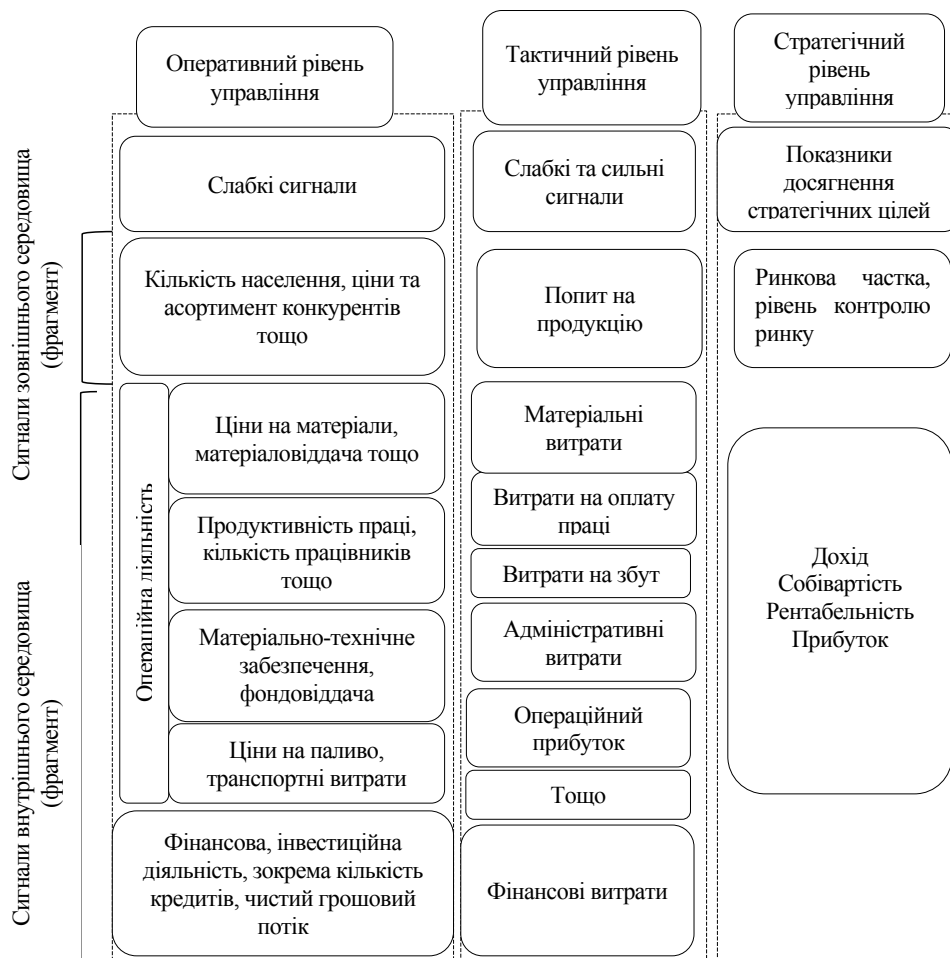 Оперативний рівень
управління
Тактичний рівень
управління
Стратегічний
рівень
управління
Слабкі сигнали
Слабкі та сильні
сигнали
Показники
досягнення
стратегічних цілей
Сигнали зовнішнього середовища
(фрагмент)
Кількість населення, ціни та
асортимент конкурентів
тощо
Попит на
продукцію
Ринкова частка,
рівень контролю
ринку
Сигнали внутрішнього середовища
(фрагмент)
Операційна діяльність
Ціни на матеріали,
матеріаловіддача тощо
Продуктивність праці,
кількість працівників
тощо
Матеріально-технічне
забезпечення,
фондовіддача
Ціни на паливо,
транспортні витрати
Фінансова, інвестиційна
діяльність, зокрема кількість
кредитів, чистий грошовий
потік
Матеріальні
витрати
Витрати на оплату
праці
Витрати на збут
Адміністративні
витрати
Операційний
прибуток
Тощо
Фінансові витрати
Дохід
Собівартість
Рентабельність
Прибуток